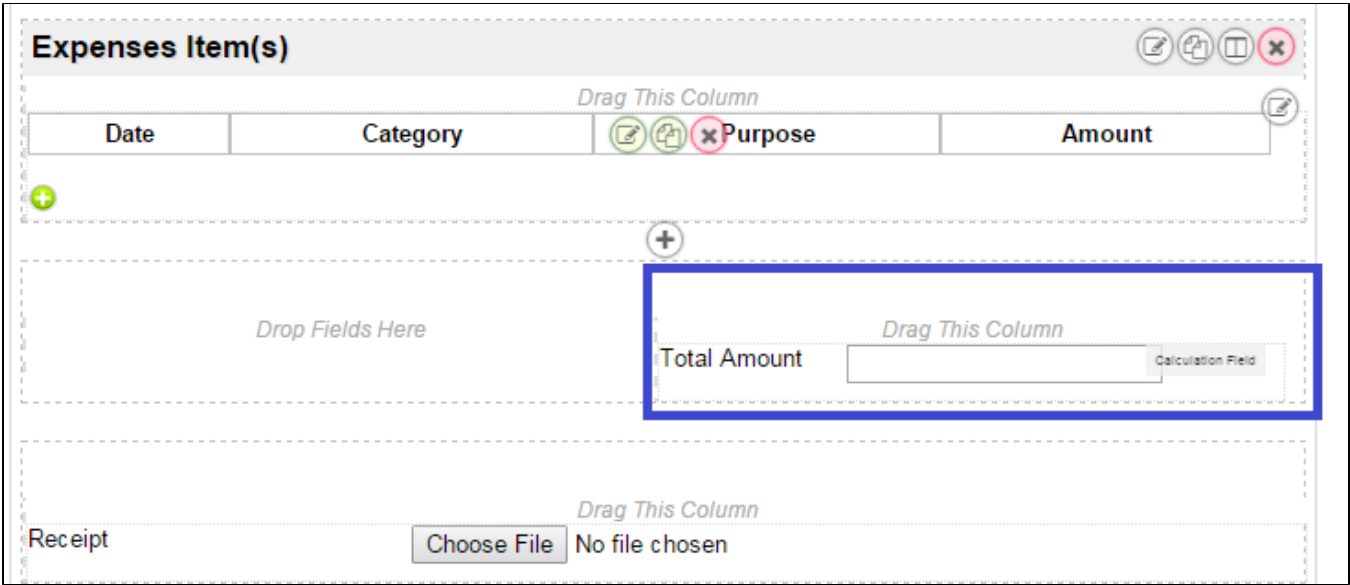 Expenses Item(s)
Drag This Column
Date Category Purpose Amount
Drop Fields Here
Drag This Column
Total Amount Calculation Field
Drag This Column
Receipt Choose File No file chosen